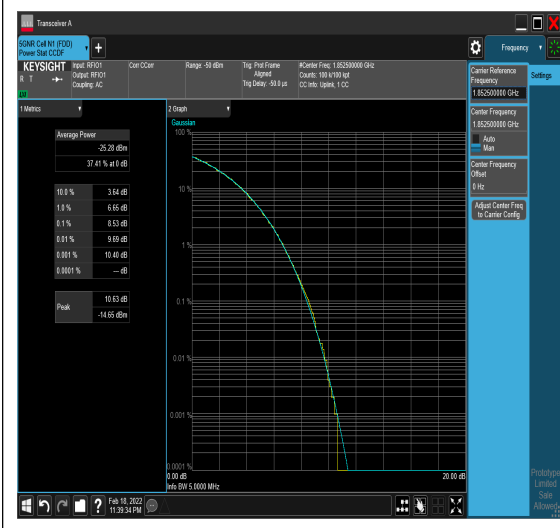 Transceiver A
5GNR Cell N1 (FDD)
Power Stat CCDF
Frequency
KEYSIGHT
R T
LXI
Input: RFIO1
Output: RFIO1
Coupling: AC
Corr CCorr
Range: -50 dBm
Trig: Prot Frame
Aligned
Trig Delay: -50.0 µs
#Center Freq: 1.852500000 GHz
Counts: 100 k/100 kpt
CC Info: Uplink, 1 CC
Carrier Reference
Frequency
1.852500000 GHz
Settings
Center Frequency
1.852500000 GHz
Auto
Man
Center Frequency
Offset
0 Hz
Adjust Center Freq
to Carrier Config
1 Metrics
Average Power
-25.28 dBm
37.41 % at 0 dB
10.0 % 3.64 dB
1.0 % 6.65 dB
0.1 % 8.53 dB
0.01 % 9.69 dB
0.001 % 10.40 dB
0.0001 % --- dB
Peak
10.63 dB
-14.65 dBm
2 Graph
Gaussian
100 %
10 %
1 %
0.1 %
0.01 %
0.001 %
0.0001 %
0.00 dB
20.00 dB
Info BW 5.0000 MHz
Feb 18, 2022
11:39:34 PM
Prototype
Limited
Sale
Allowed